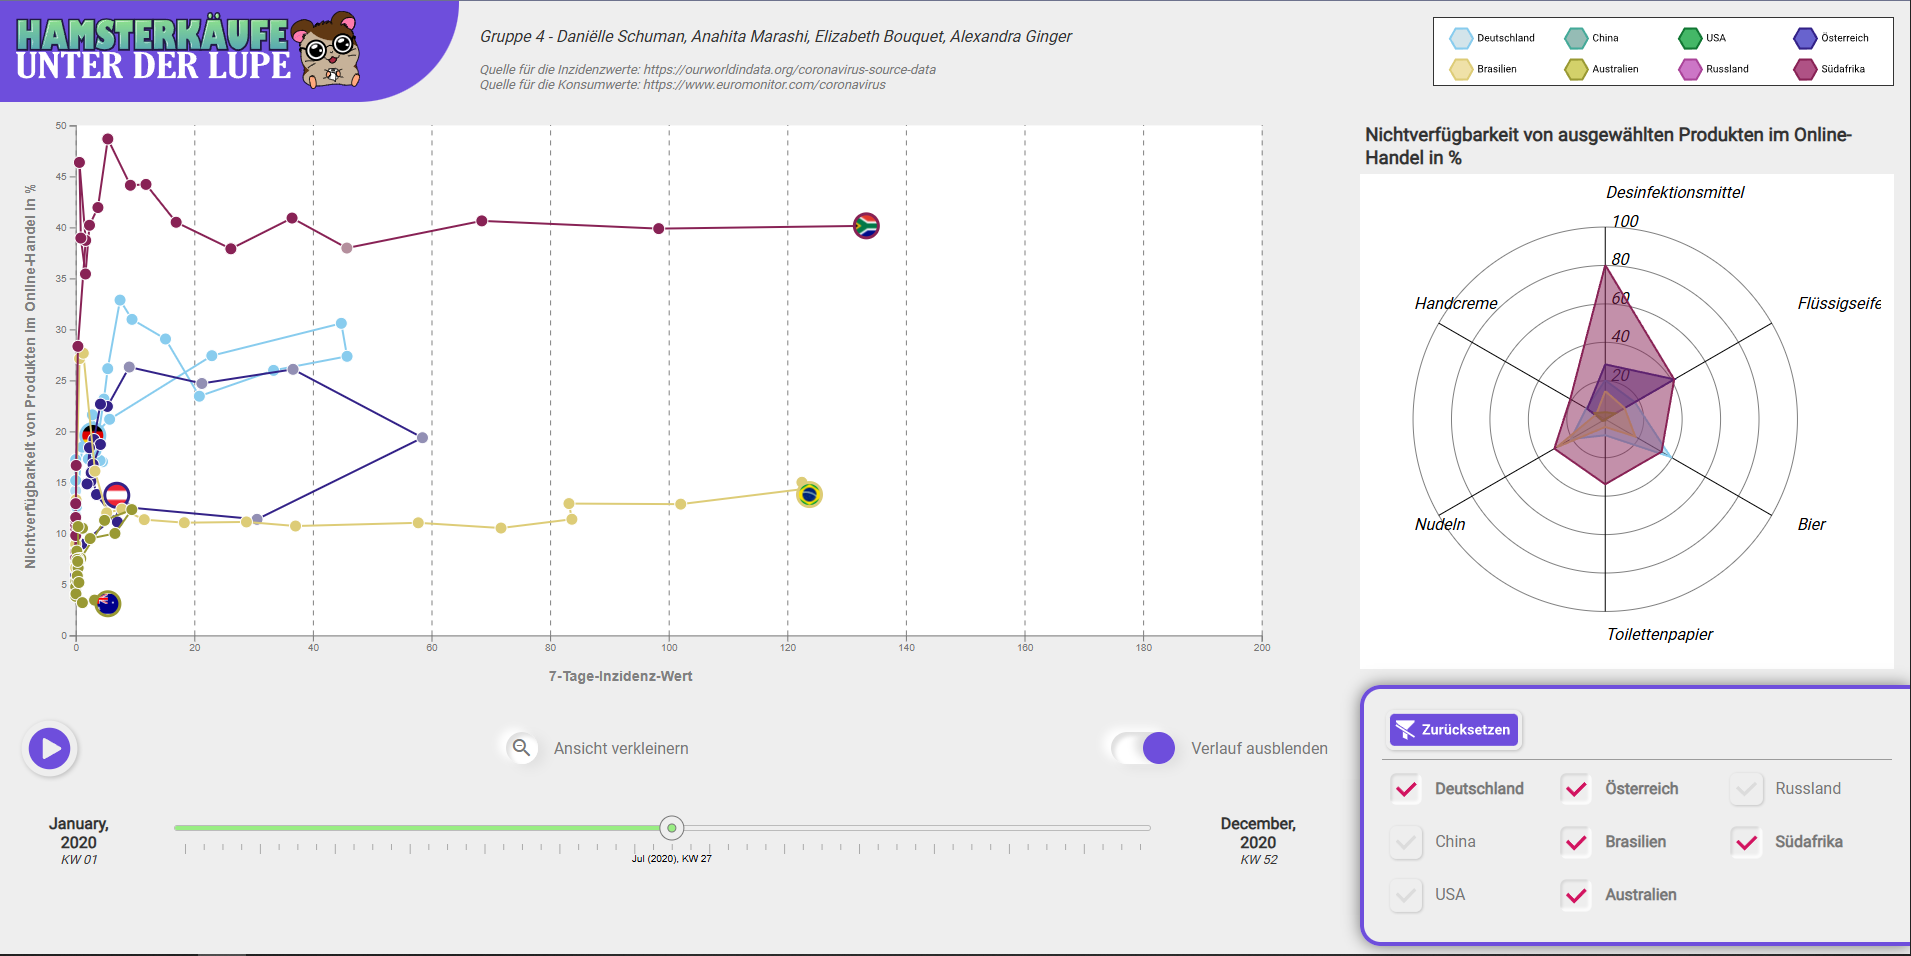 HAMSTERKÄUFE
UNTER DER LUPE
Gruppe 4 - Daniëlle Schuman, Anahita Marashi, Elizabeth Bouquet, Alexandra Ginger
Quelle für die Inzidenzwerte: https://ourworldindata.org/coronavirus-source-data
Quelle für die Konsumwerte: https://www.euromonitor.com/coronavirus
Deutschland China USA Österreich
Brasilien Australien Russland Südafrika
Nichtverfügbarkeit von Produkten im Online-Handel in %
50
45
40
35
30
25
20
15
10
5
0
0 20 40 60 80 100 120 140 160 180 200
7-Tage-Inzidenz-Wert
Nichtverfügbarkeit von ausgewählten Produkten im Online-
Handel in %
Desinfektionsmittel
100
80
60
40
20
Handcreme
Flüssigseife
Nudeln
Bier
Toilettenpapier
Ansicht verkleinern
Verlauf ausblenden
January,
2020
KW 01
Jul (2020), KW 27
December,
2020
KW 52
Zurücksetzen
Deutschland Österreich Russland
China Brasilien Südafrika
USA Australien